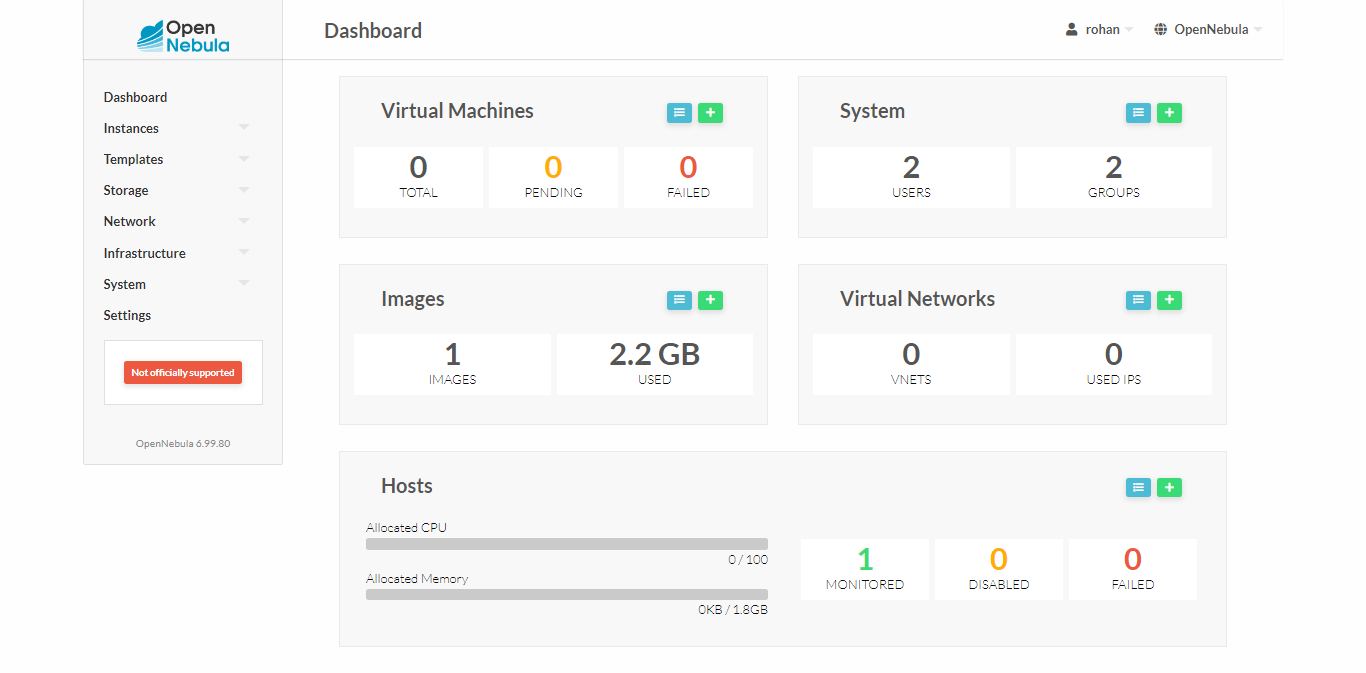 Open
Nebula
Dashboard
rohan
OpenNebula
Dashboard
Instances
Templates
Storage
Network
Infrastructure
System
Settings
Not officially supported
OpenNebula 6.99.80
Virtual Machines
0
TOTAL
0
PENDING
0
FAILED
System
2
USERS
2
GROUPS
Images
1
IMAGES
2.2 GB
USED
Virtual Networks
0
VNETS
0
USED IPS
Hosts
Allocated CPU
0 / 100
Allocated Memory
0KB / 1.8GB
1
MONITORED
0
DISABLED
0
FAILED